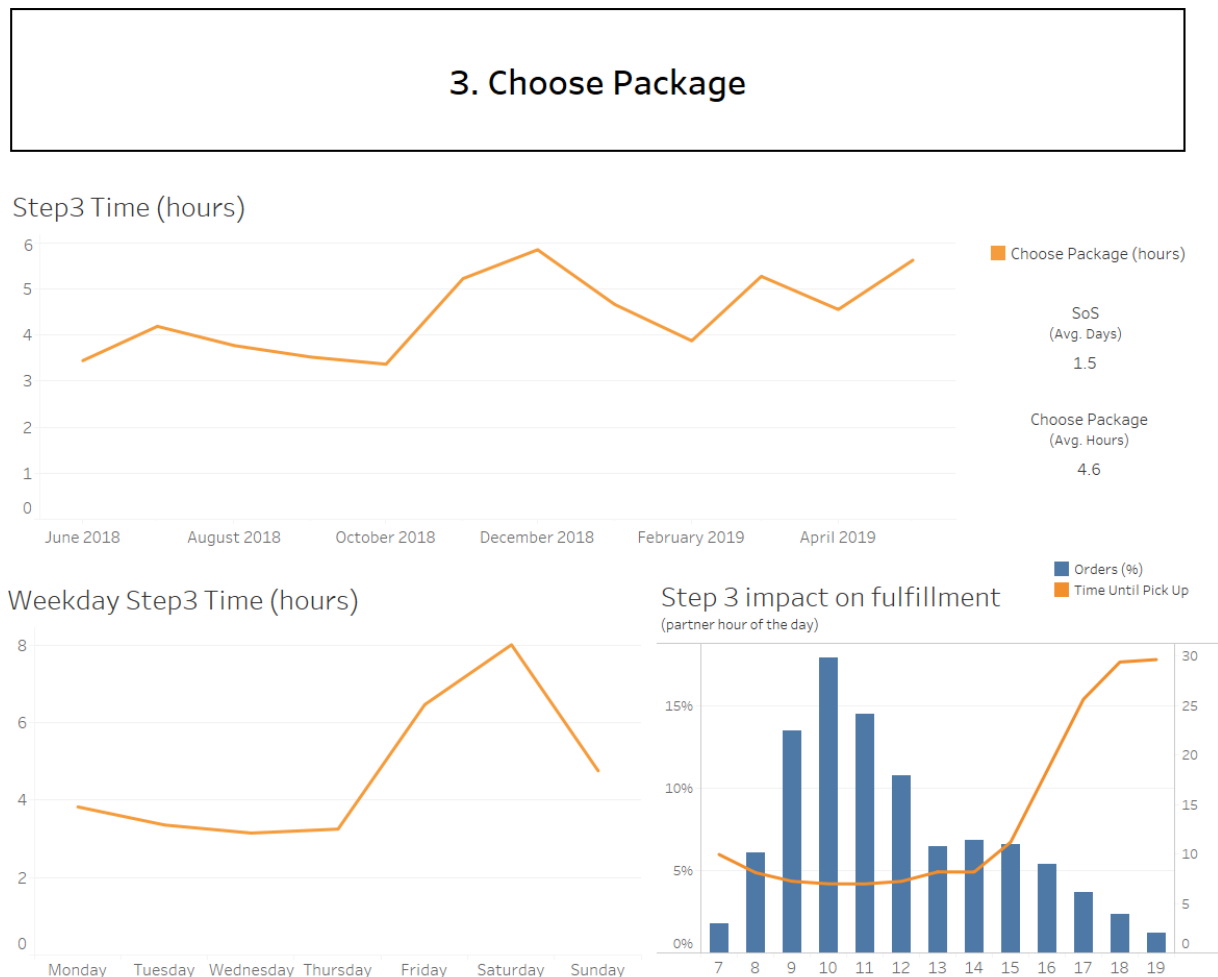 3. Choose Package
Step3 Time (hours)
6
5
4
3
2
1
0
June 2018 August 2018 October 2018 December 2018 February 2019 April 2019
Choose Package (hours)
SoS
(Avg. Days)
1.5
Choose Package
(Avg. Hours)
4.6
Weekday Step3 Time (hours)
8
6
4
2
0
Monday Tuesday Wednesday Thursday Friday Saturday Sunday
Orders (%)
Time Until Pick Up
Step 3 impact on fulfillment
(partner hour of the day)
15%
10%
5%
0%
30
25
20
15
10
5
0
7 8 9 10 11 12 13 14 15 16 17 18 19